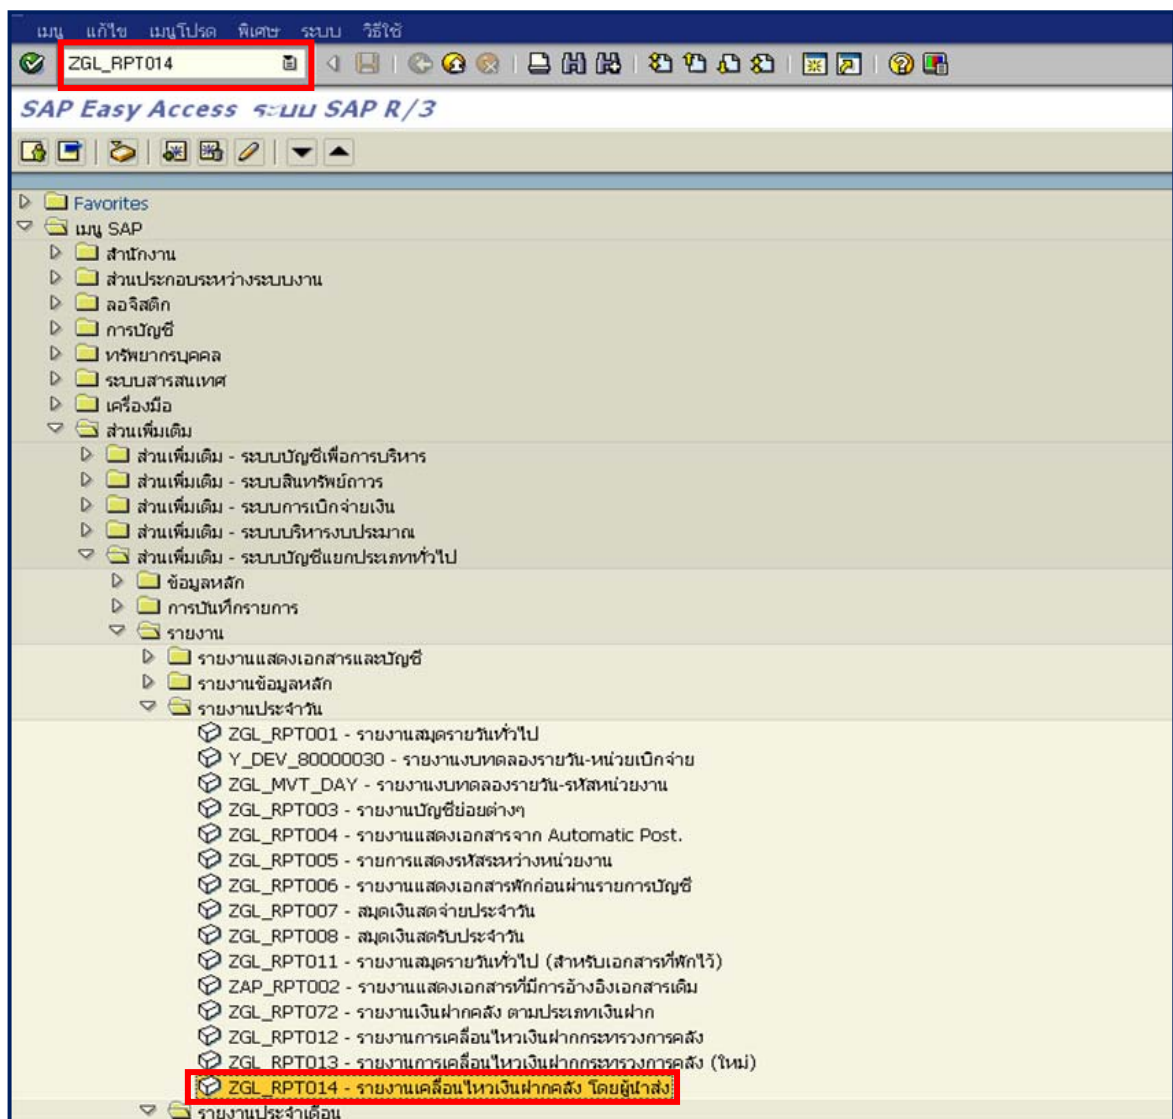 เมนู แก้ไข เมนูโปรด พิเศษ ระบบ วิธีใช้
ZGL_RPT014
SAP Easy Access ระบบ SAP R/3
Favorites
เมนู SAP
สำนักงาน
ส่วนประกอบระหว่างระบบงาน
ลอจิสติก
การบัญชี
ทรัพยากรบุคคล
ระบบสารสนเทศ
เครื่องมือ
ส่วนเพิ่มเติม
ส่วนเพิ่มเติม - ระบบบัญชีเพื่อการบริหาร
ส่วนเพิ่มเติม - ระบบสินทรัพย์ถาวร
ส่วนเพิ่มเติม - ระบบการเบิกจ่ายเงิน
ส่วนเพิ่มเติม - ระบบบริหารงบประมาณ
ส่วนเพิ่มเติม - ระบบบัญชีแยกประเภททั่วไป
ข้อมูลหลัก
การบันทึกรายการ
รายงาน
รายงานแสดงเอกสารและบัญชี
รายงานข้อมูลหลัก
รายงานประจำวัน
ZGL_RPT001 - รายงานสมุดรายวันทั่วไป
Y_DEV_80000030 - รายงานงบทดลองรายวัน-หน่วยเบิกจ่าย
ZGL_MVT_DAY - รายงานงบทดลองรายวัน-รหัสหน่วยงาน
ZGL_RPT003 - รายงานบัญชีย่อยต่างๆ
ZGL_RPT004 - รายงานแสดงเอกสารจาก Automatic Post.
ZGL_RPT005 - รายการแสดงรหัสระหว่างหน่วยงาน
ZGL_RPT006 - รายงานแสดงเอกสารพักก่อนผ่านรายการบัญชี
ZGL_RPT007 - สมุดเงินสดจ่ายประจำวัน
ZGL_RPT008 - สมุดเงินสดรับประจำวัน
ZGL_RPT011 - รายงานสมุดรายวันทั่วไป (สำหรับเอกสารที่พักไว้)
ZAP_RPT002 - รายงานแสดงเอกสารที่มีการอ้างอิงเอกสารเดิม
ZGL_RPT072 - รายงานเงินฝากคลัง ตามประเภทเงินฝาก
ZGL_RPT012 - รายงานการเคลื่อนไหวเงินฝากกระทรวงการคลัง
ZGL_RPT013 - รายงานการเคลื่อนไหวเงินฝากกระทรวงการคลัง (ใหม่)
ZGL_RPT014 - รายงานเคลื่อนไหวเงินฝากคลัง โดยผู้นำส่ง
รายงานประจำเดือน